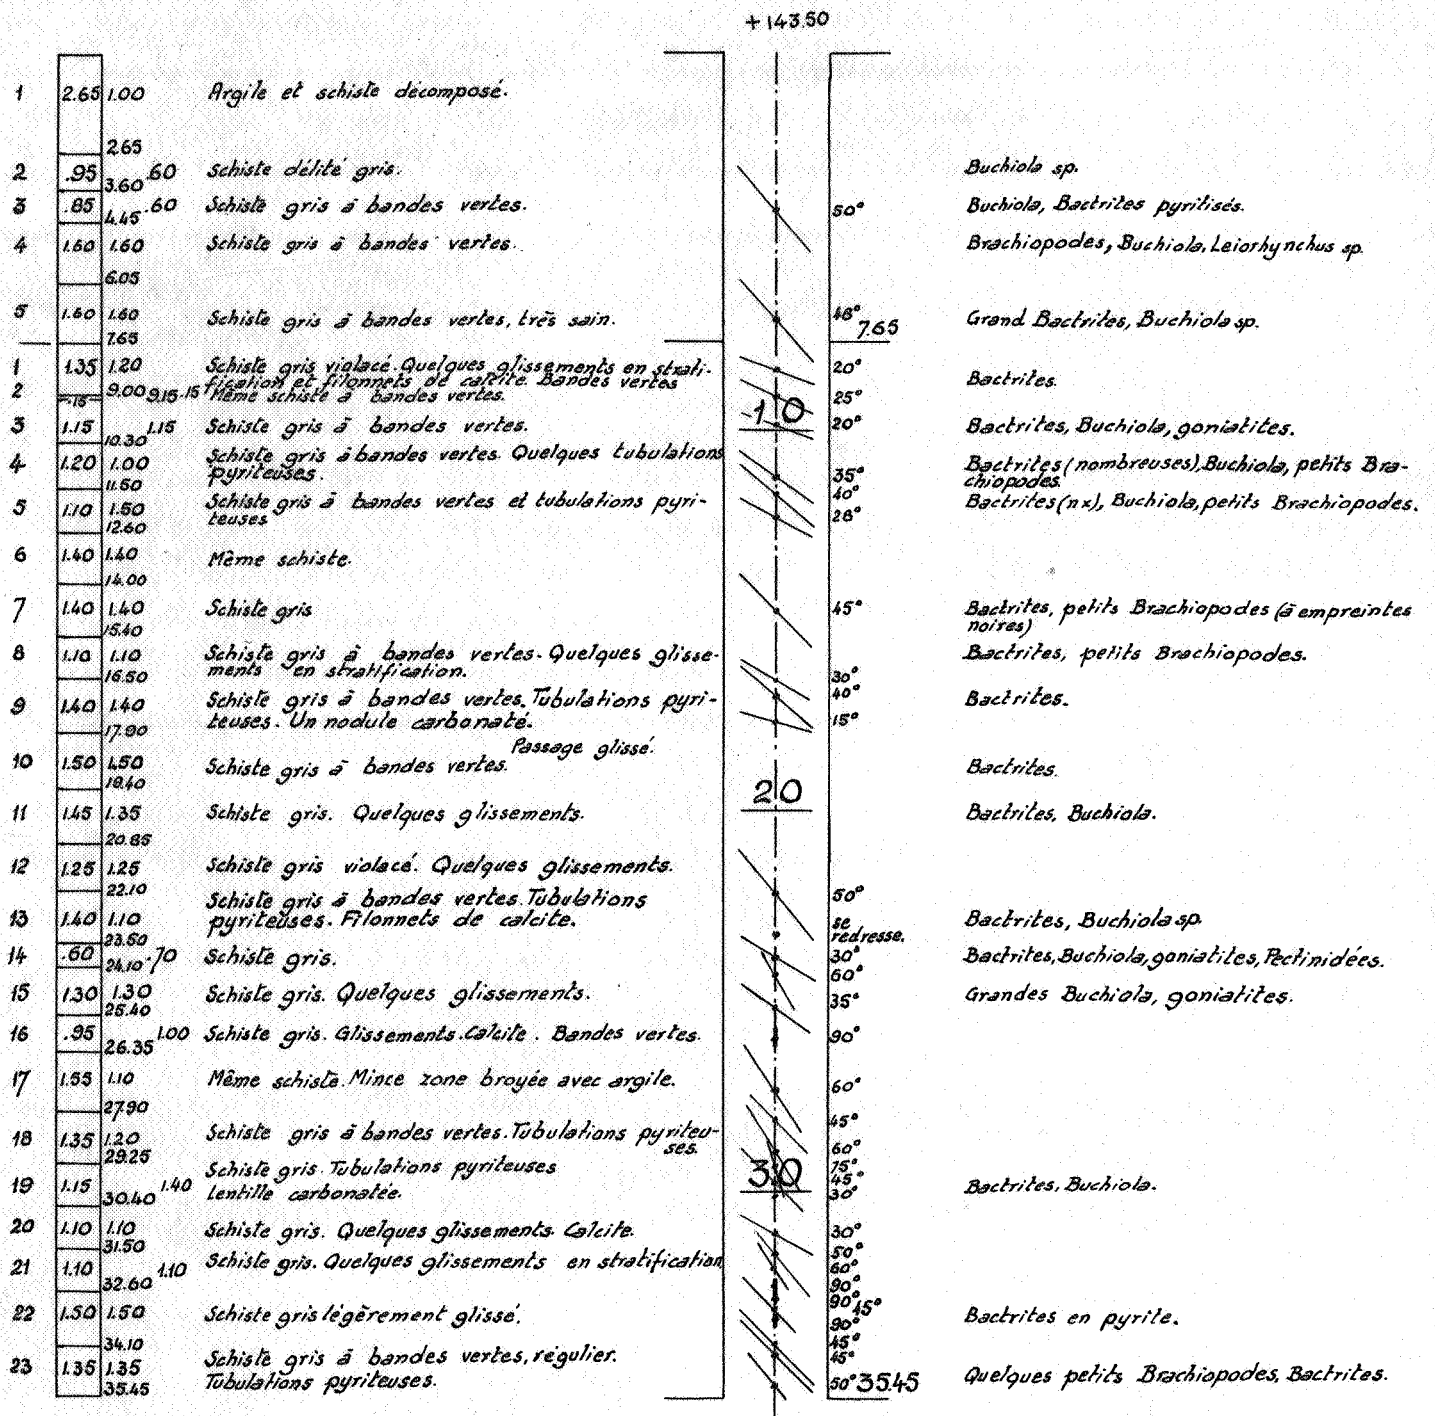 +143.50
1 2.65 1.00 Argile et schiste décomposé.
2.65
2 .95 3.60 .60 Schiste délité gris. Buchiola sp.
3 .85 4.45 .60 Schiste gris à bandes vertes. 50° Buchiola, Bactrites pyritisés.
4 1.60 1.60 Schiste gris à bandes vertes. Brachiopodes, Buchiola, Leiorhynchus sp.
6.05
5 1.60 1.60 Schiste gris à bandes vertes, très sain. 48° 7.65 Grand Bactrites, Buchiola sp.
7.65
1 1.35 1.20 Schiste gris violacé. Quelques glissements en strati- 20°
fication et filonnets de calcite. Bandes vertes Bactrites.
2 .15 9.00 9.15 .15 Même schiste à bandes vertes. 25°
10
3 1.15 1.15 Schiste gris à bandes vertes. 20° Bactrites, Buchiola, goniatites.
10.30
4 1.20 1.00 Schiste gris à bandes vertes. Quelques tubulations Bactrites (nombreuses), Buchiola, petits Bra-
pyriteuses. 35° chiopodes.
11.50
5 1.10 1.50 Schiste gris à bandes vertes et tubulations pyri- 40° Bactrites (nx), Buchiola, petits Brachiopodes.
teuses 28°
12.60
6 1.40 1.40 Même schiste.
14.00
7 1.40 1.40 Schiste gris 45° Bactrites, petits Brachiopodes (à empreintes
noires)
15.40
8 1.10 1.10 Schiste gris à bandes vertes. Quelques glisse- Bactrites, petits Brachiopodes.
ments en stratification.
16.50 30°
9 1.40 1.40 Schiste gris à bandes vertes. Tubulations pyri- 40° Bactrites.
teuses. Un nodule carbonaté. 15°
17.90
Passage glissé.
10 1.50 1.50 Schiste gris à bandes vertes. Bactrites.
19.40
20
11 1.45 1.35 Schiste gris. Quelques glissements. Bactrites, Buchiola.
20.85
12 1.25 1.25 Schiste gris violacé. Quelques glissements.
22.10 50°
Schiste gris à bandes vertes. Tubulations
13 1.40 1.10 pyriteuses. Filonnets de calcite. se Bactrites, Buchiola sp.
redresse.
23.50
14 .60 24.10 .70 Schiste gris. 30° Bactrites, Buchiola, goniatites, Pectinidées.
60°
15 1.30 1.30 Schiste gris. Quelques glissements. 35° Grandes Buchiola, goniatites.
25.40
16 .95 26.35 1.00 Schiste gris. Glissements. Calcite. Bandes vertes. 90°
17 1.55 1.10 Même schiste. Mince zone broyée avec argile. 60°
27.90
45°
18 1.35 1.20 Schiste gris à bandes vertes. Tubulations pyriteu-
ses. 60°
29.25
Schiste gris. Tubulations pyriteuses 75°
30
45°
19 1.15 30.40 1.40 Lentille carbonatée. 30° Bactrites, Buchiola.
20 1.10 1.10 Schiste gris. Quelques glissements. Calcite. 30°
31.50 50°
21 1.10 32.60 1.10 Schiste gris. Quelques glissements en stratification 60°
90°
90° 45°
22 1.50 1.50 Schiste gris légèrement glissé. 90° Bactrites en pyrite.
34.10 45°
Schiste gris à bandes vertes, régulier. 45°
23 1.35 1.35 Tubulations pyriteuses. 50° 35.45 Quelques petits Brachiopodes, Bactrites.
35.45